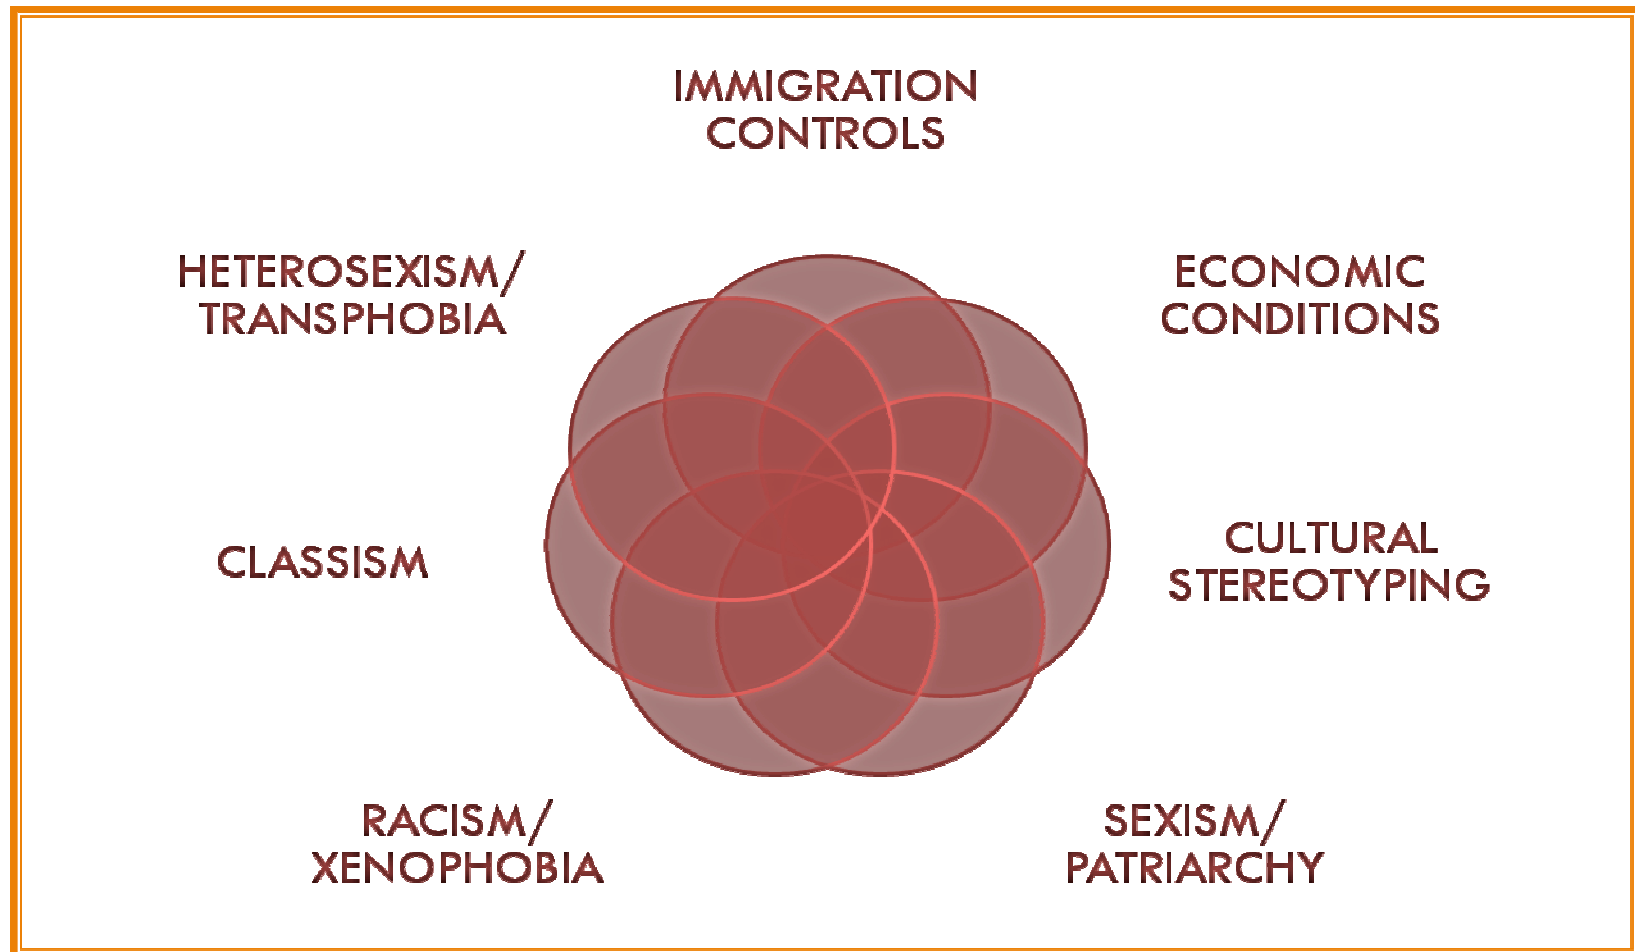 IMMIGRATION
CONTROLS
HETEROSEXISM/
TRANSPHOBIA
ECONOMIC
CONDITIONS
CLASSISM
CULTURAL
STEREOTYPING
RACISM/
XENOPHOBIA
SEXISM/
PATRIARCHY